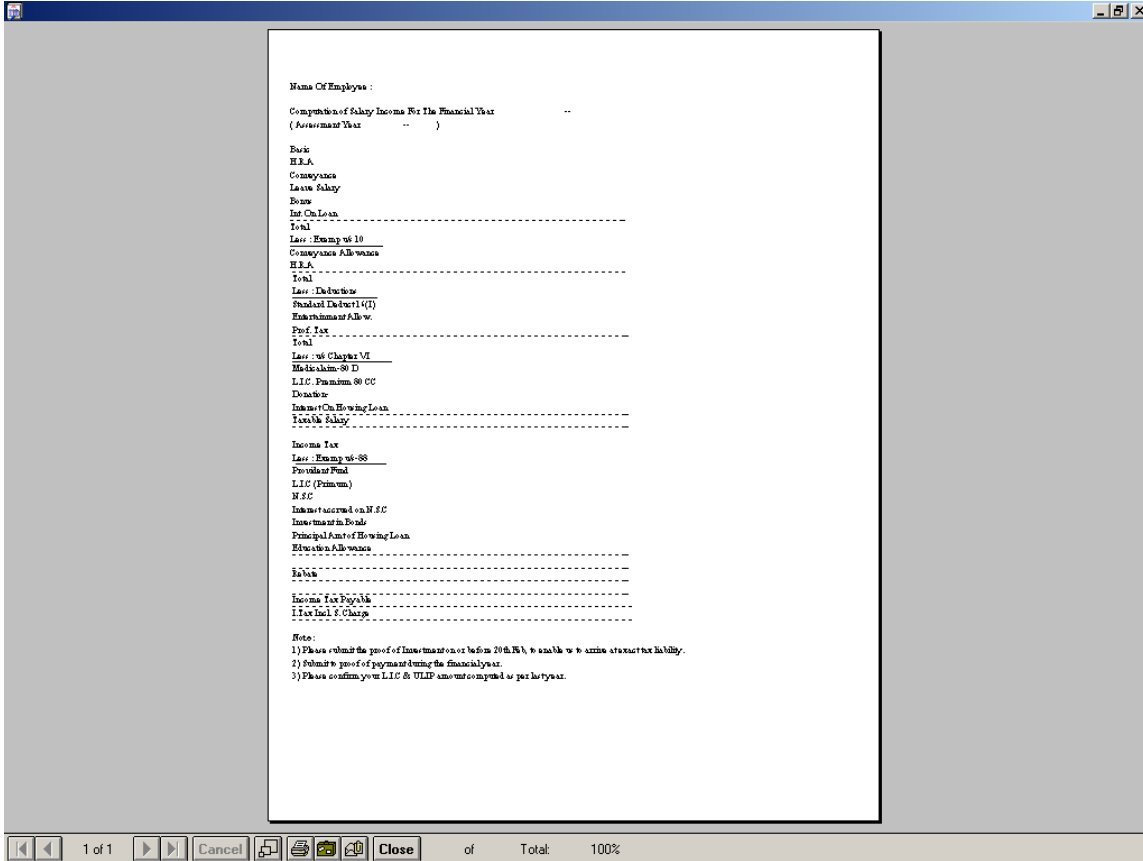 Name Of Employee :
Computation of Salary Income For The Financial Year --
( Assessment Year -- )
Basic
H.R.A
Conveyance
Leave Salary
Bonus
Int. On Loan
Total
Less : Exemp u/s 10
Conveyance Allowance
H.R.A
Total
Less : Deductions
Standard Deduct16(I)
Entertainment Allow.
Prof. Tax
Total
Less : u/s Chapter VI
Mediclaim-80 D
L.I.C. Premium 80 CC
Donation-
Interest On Housing Loan
Taxable Salary
Income Tax
Less : Exemp u/s-88
Provident Fund
L.I.C (Primum)
N.S.C
Interest accrued on N.S.C
Investment in Bonds
Principal Amt of Housing Loan
Education Allowance
Rebate
Income Tax Payable
I.Tax Incl. S. Charge
Note :
1) Please submit the proof of Investment on or before 20th Feb, to enable us to arrive at exact tax liability.
2) Submit to proof of payment during the financial year.
3) Please confirm your L.I.C & ULIP amount computed as per last year.
1 of 1 Cancel Close of Total: 100%